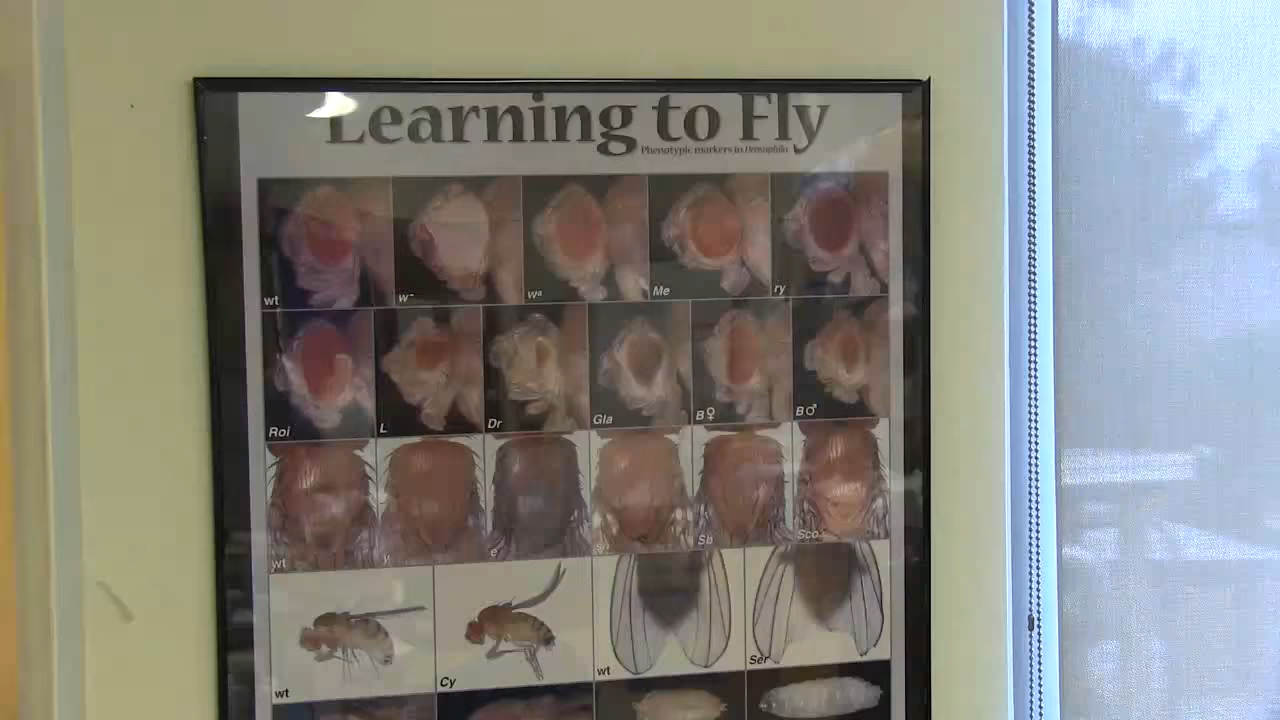 Learning to Fly
Phenotypic markers in Drosophila
wt w⁻ wᵃ Me ry
Roi L Dr Gla B♀ B♂
wt y e sn Sb Sco
wt Cy wt Ser